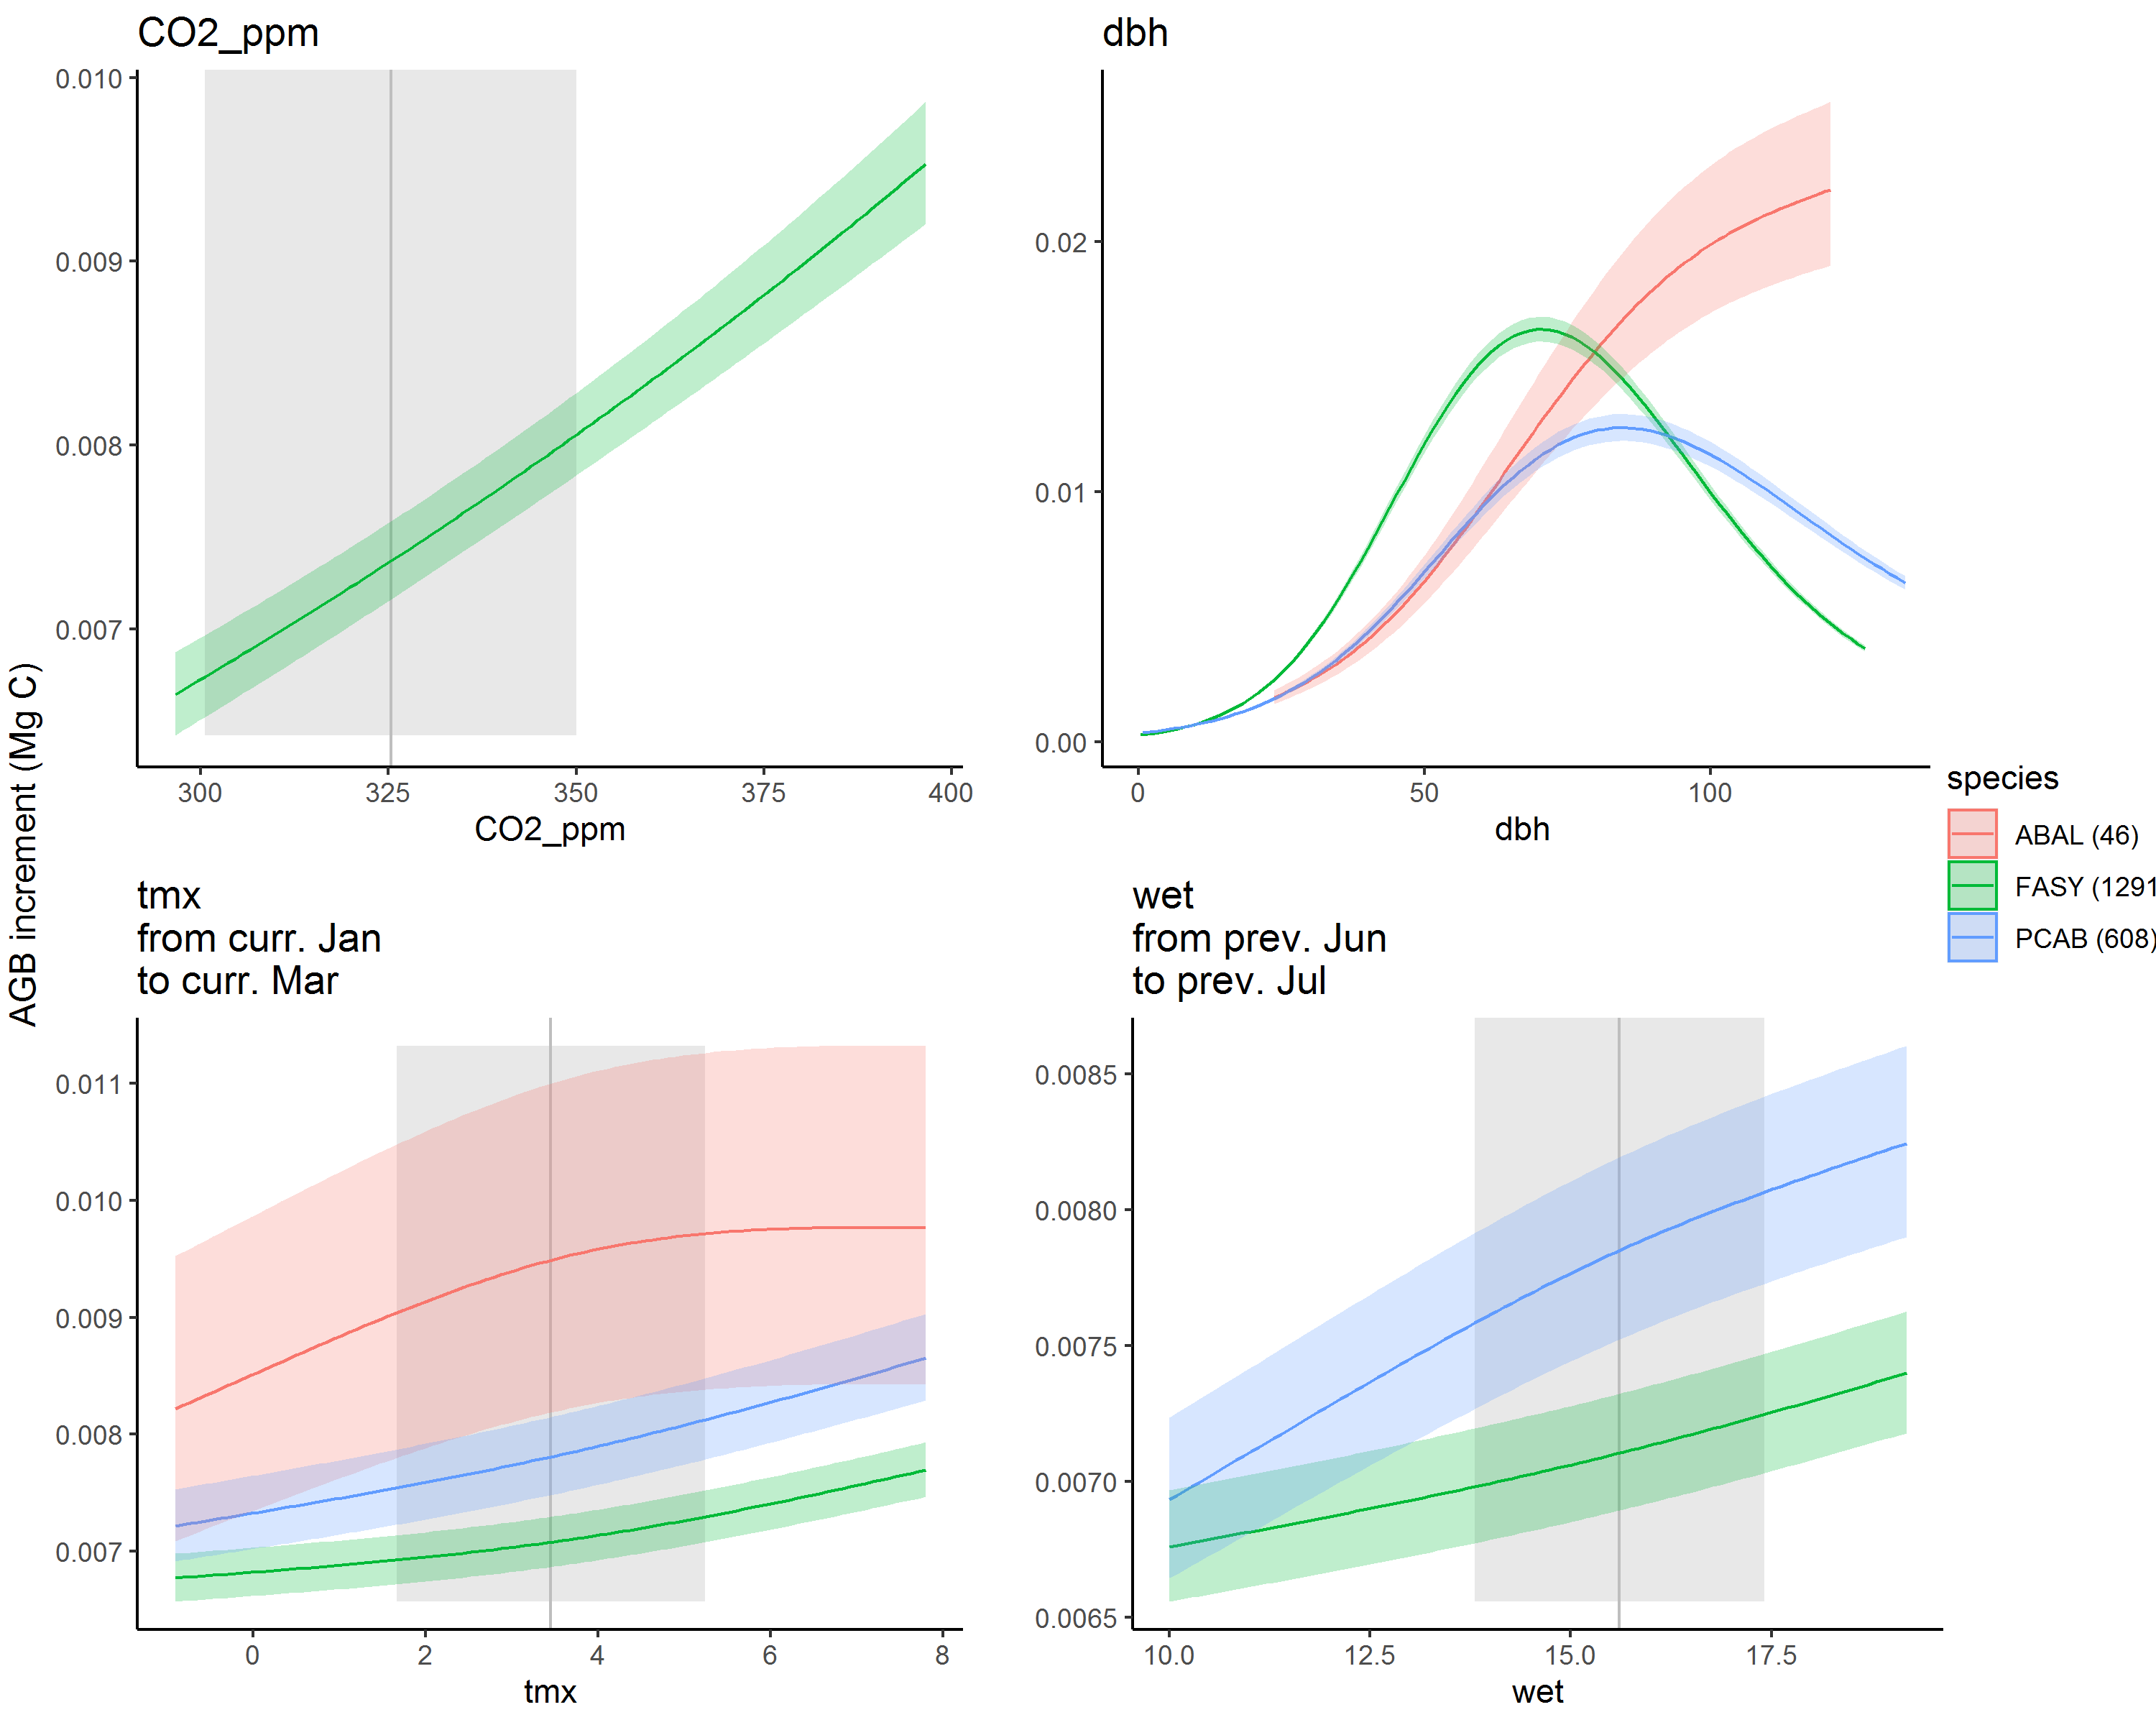 CO2_ppm
0.010
0.009
0.008
0.007
300 325 350 375 400
CO2_ppm
dbh
0.02
0.01
0.00
0 50 100
dbh
AGB increment (Mg C)
tmx
from curr. Jan
to curr. Mar
0.011
0.010
0.009
0.008
0.007
0 2 4 6 8
tmx
wet
from prev. Jun
to prev. Jul
0.0085
0.0080
0.0075
0.0070
0.0065
10.0 12.5 15.0 17.5
wet
species
ABAL (46)
FASY (1291
PCAB (608)